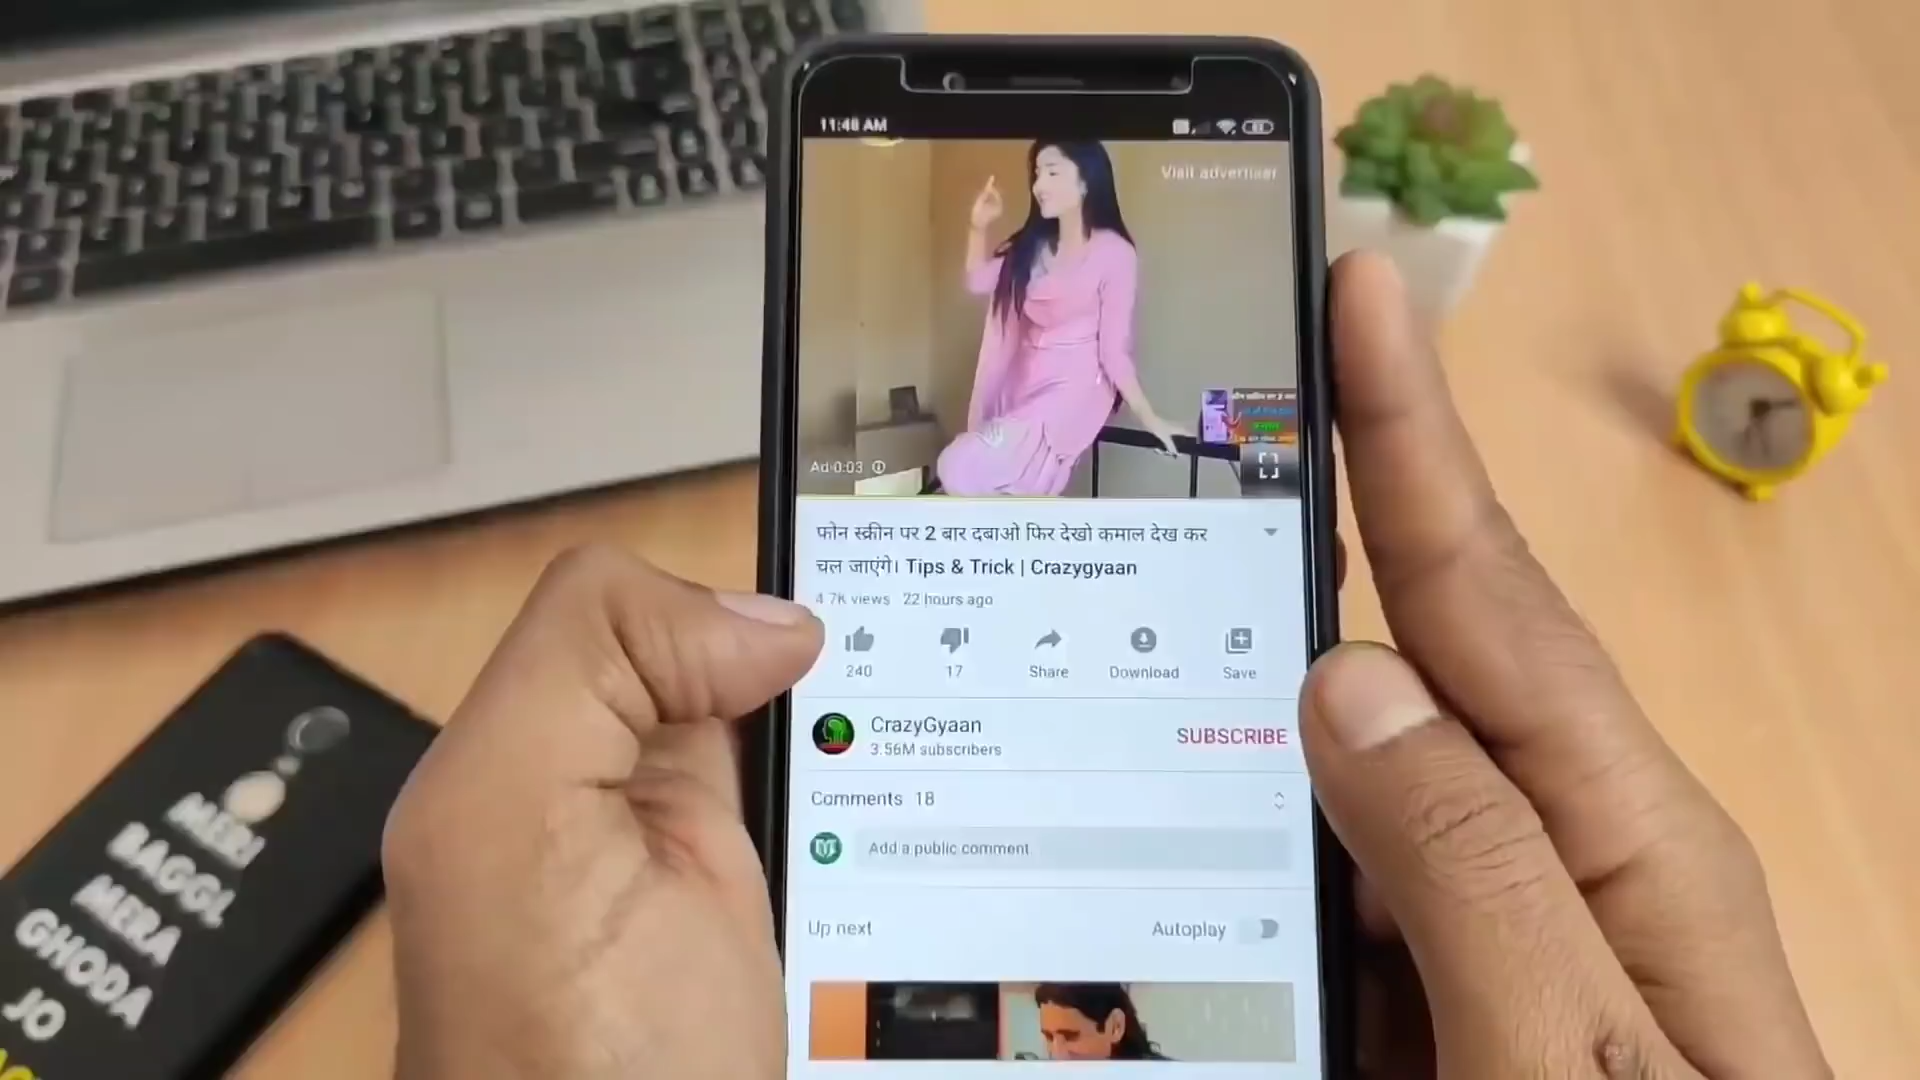 11:48 AM
Visit advertiser
Ad·0:03
फोन स्क्रीन पर 2 बार दबाओ फिर देखो कमाल देख कर
चल जाएंगे। Tips & Trick | Crazygyaan
4.7K views 22 hours ago
240
17
Share
Download
Save
CrazyGyaan
3.56M subscribers
SUBSCRIBE
Comments 18
Add a public comment
Up next
Autoplay
MERI
BAGGI,
MERA
GHODA
JO